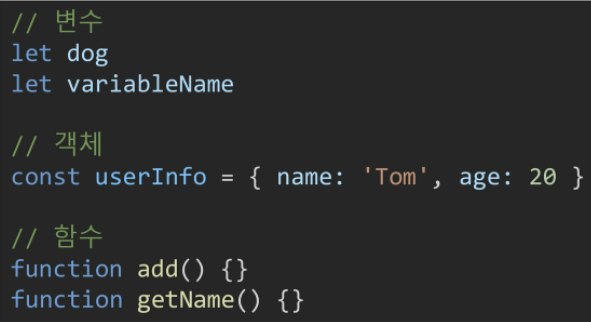 // 변수
let dog
let variableName
// 객체
const userInfo = { name: 'Tom', age: 20 }
// 함수
function add() {}
function getName() {}